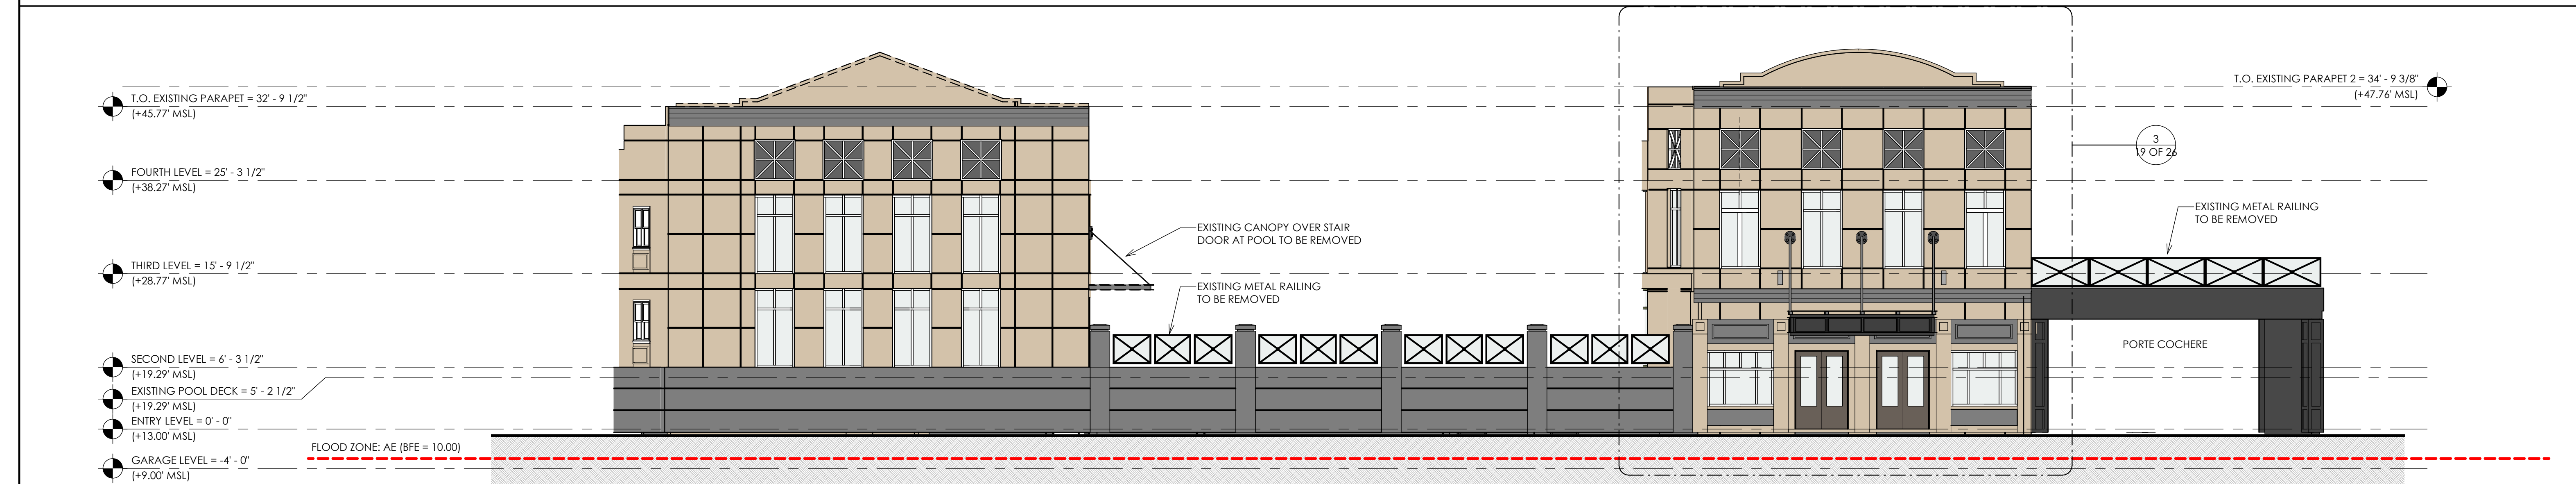 T.O. EXISTING PARAPET = 32' - 9 1/2"
(+45.77' MSL)
FOURTH LEVEL = 25' - 3 1/2"
(+38.27' MSL)
THIRD LEVEL = 15' - 9 1/2"
(+28.77' MSL)
SECOND LEVEL = 6' - 3 1/2"
(+19.29' MSL)
EXISTING POOL DECK = 5' - 2 1/2"
(+19.29' MSL)
ENTRY LEVEL = 0' - 0"
(+13.00' MSL)
FLOOD ZONE: AE (BFE = 10.00)
GARAGE LEVEL = -4' - 0"
(+9.00' MSL)
EXISTING CANOPY OVER STAIR
DOOR AT POOL TO BE REMOVED
EXISTING METAL RAILING
TO BE REMOVED
T.O. EXISTING PARAPET 2 = 34' - 9 3/8"
(+47.76' MSL)
3
19 OF 26
EXISTING METAL RAILING
TO BE REMOVED
PORTE COCHERE